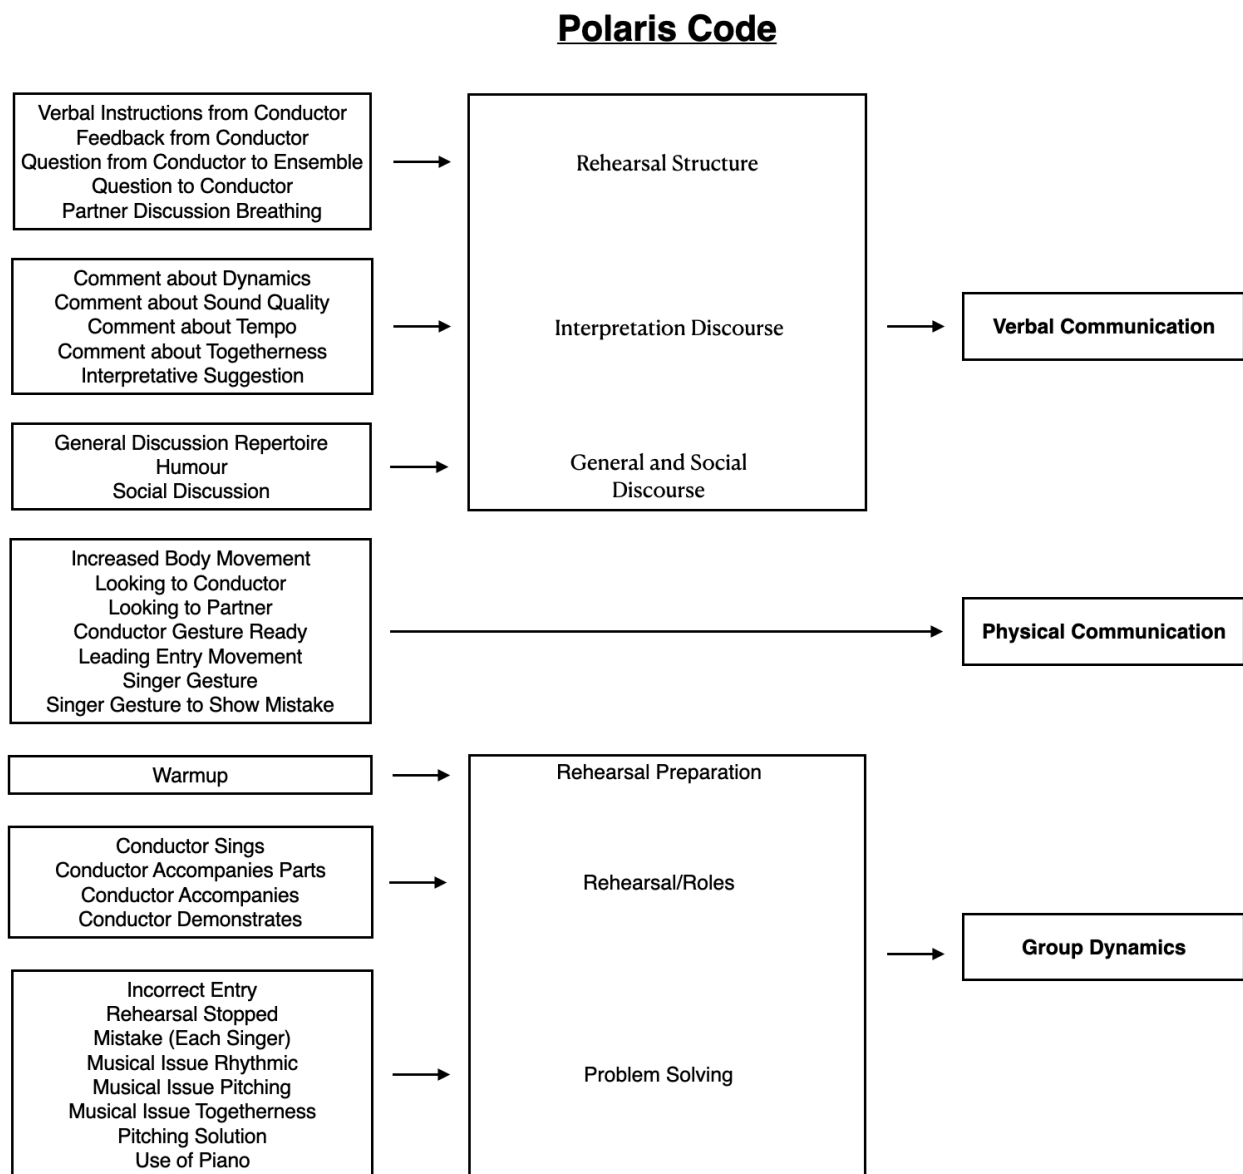 Polaris Code
Verbal Instructions from Conductor
Feedback from Conductor
Question from Conductor to Ensemble
Question to Conductor
Partner Discussion Breathing
Rehearsal Structure
Comment about Dynamics
Comment about Sound Quality
Comment about Tempo
Comment about Togetherness
Interpretative Suggestion
Interpretation Discourse
Verbal Communication
General Discussion Repertoire
Humour
Social Discussion
General and Social
Discourse
Increased Body Movement
Looking to Conductor
Looking to Partner
Conductor Gesture Ready
Leading Entry Movement
Singer Gesture
Singer Gesture to Show Mistake
Physical Communication
Warmup
Rehearsal Preparation
Conductor Sings
Conductor Accompanies Parts
Conductor Accompanies
Conductor Demonstrates
Rehearsal/Roles
Group Dynamics
Incorrect Entry
Rehearsal Stopped
Mistake (Each Singer)
Musical Issue Rhythmic
Musical Issue Pitching
Musical Issue Togetherness
Pitching Solution
Use of Piano
Problem Solving